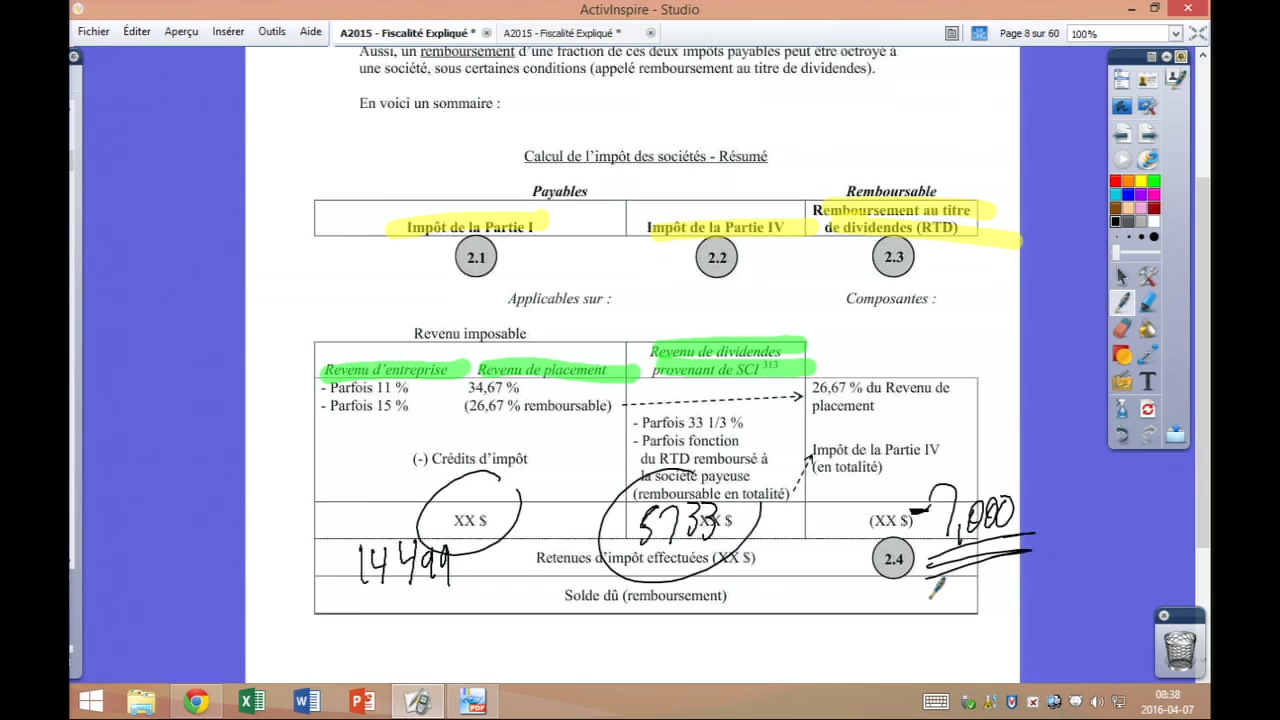 ActivInspire - Studio
Fichier Éditer Aperçu Insérer Outils Aide
A2015 - Fiscalité Expliqué *
A2015 - Fiscalité Expliqué *
Page 8 sur 60
100%
Aussi, un remboursement d'une fraction de ces deux impôts payables peut être octroyé à
une société, sous certaines conditions (appelé remboursement au titre de dividendes).
En voici un sommaire :
Calcul de l'impôt des sociétés - Résumé
Payables
Remboursable
Impôt de la Partie I
Impôt de la Partie IV
Remboursement au titre
de dividendes (RTD)
2.1
2.2
2.3
Applicables sur :
Composantes :
Revenu imposable
Revenu d'entreprise
Revenu de placement
Revenu de dividendes
provenant de SCI 313
- Parfois 11 %
- Parfois 15 %
34,67 %
(26,67 % remboursable)
26,67 % du Revenu de
placement
- Parfois 33 1/3 %
- Parfois fonction
du RTD remboursé à
la société payeuse
(remboursable en totalité)
Impôt de la Partie IV
(en totalité)
(-) Crédits d'impôt
XX $
XX $
(XX $)
5733
-7,000
14499
Retenues d'impôt effectuées (XX $)
2.4
Solde dû (remboursement)
08:38
2016-04-07